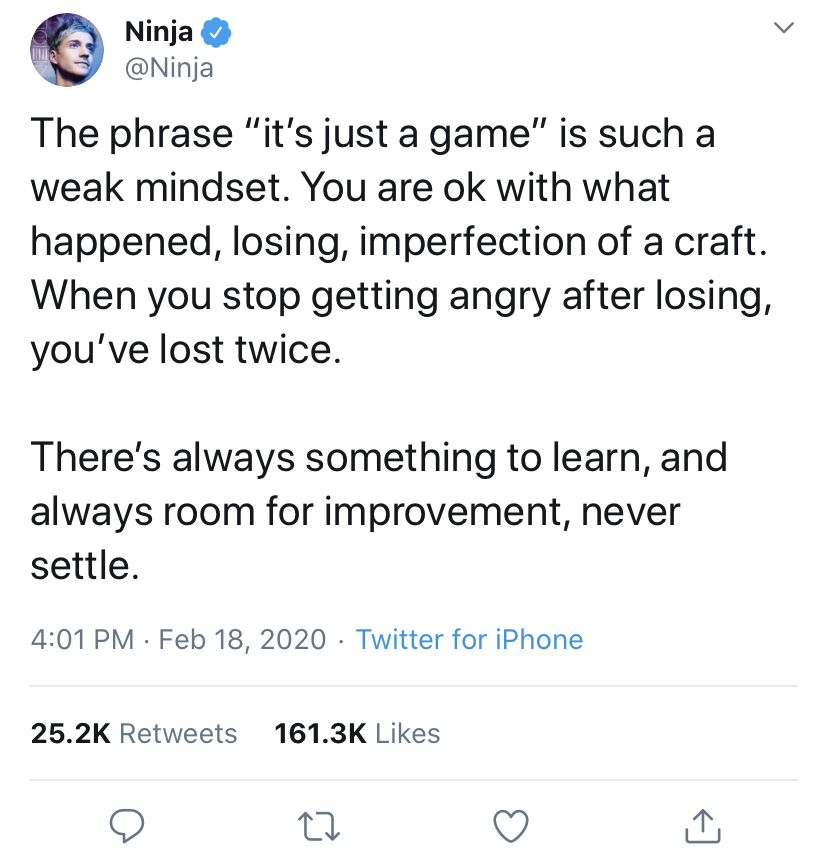 Ninja
@Ninja
The phrase “it’s just a game” is such a
weak mindset. You are ok with what
happened, losing, imperfection of a craft.
When you stop getting angry after losing,
you’ve lost twice.
There’s always something to learn, and
always room for improvement, never
settle.
4:01 PM · Feb 18, 2020 · Twitter for iPhone
25.2K Retweets 161.3K Likes